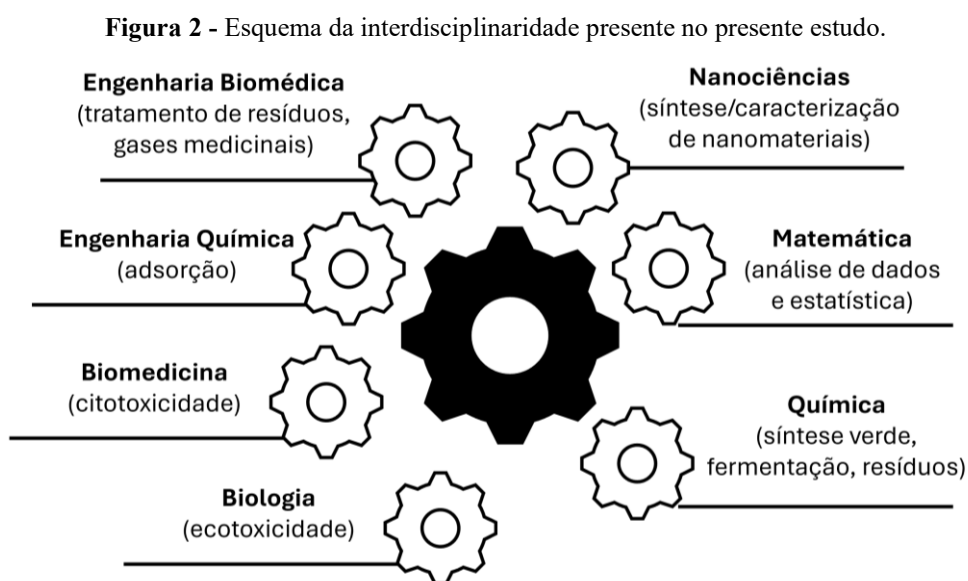 Figura 2 - Esquema da interdisciplinaridade presente no presente estudo.
Engenharia Biomédica
(tratamento de resíduos,
gases medicinais)
Nanociências
(síntese/caracterização
de nanomateriais)
Engenharia Química
(adsorção)
Matemática
(análise de dados
e estatística)
Biomedicina
(citotoxicidade)
Química
(síntese verde,
fermentação, resíduos)
Biologia
(ecotoxicidade)